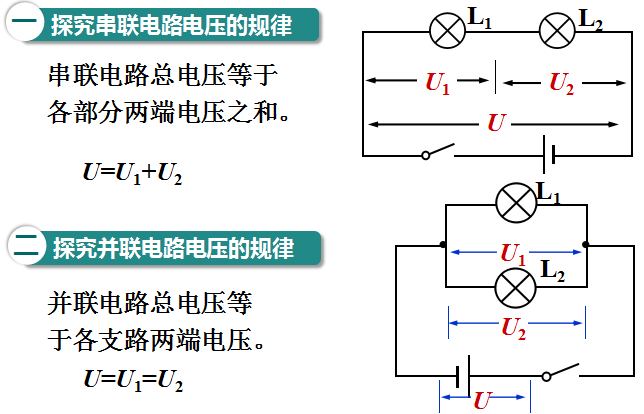 一 探究串联电路电压的规律
串联电路总电压等于
各部分两端电压之和。
U=U₁+U₂
L₁ L₂
U₁ U₂
U
二 探究并联电路电压的规律
并联电路总电压等
于各支路两端电压。
U=U₁=U₂
L₁
U₁
L₂
U₂
U